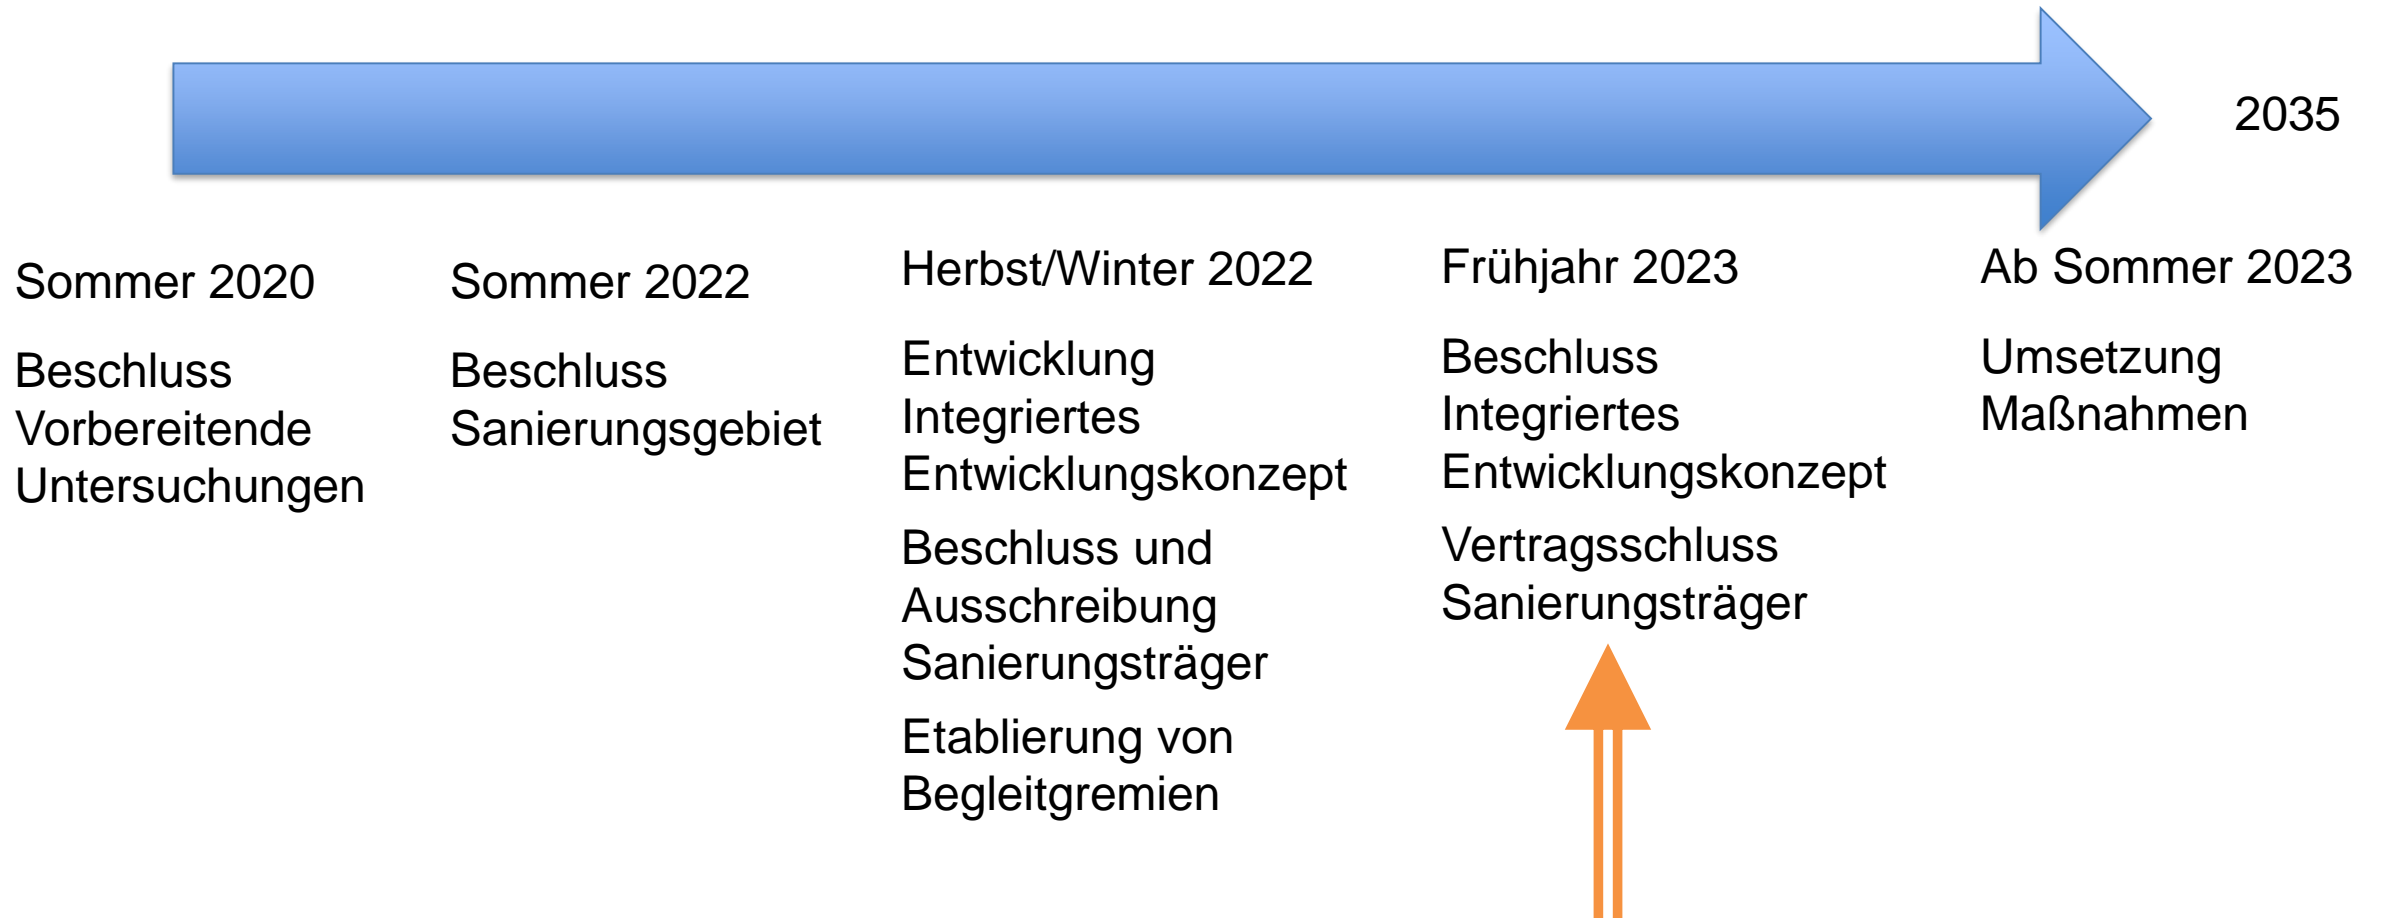 2035
Sommer 2020
Beschluss
Vorbereitende
Untersuchungen
Sommer 2022
Beschluss
Sanierungsgebiet
Herbst/Winter 2022
Entwicklung
Integriertes
Entwicklungskonzept
Beschluss und
Ausschreibung
Sanierungsträger
Etablierung von
Begleitgremien
Frühjahr 2023
Beschluss
Integriertes
Entwicklungskonzept
Vertragsschluss
Sanierungsträger
Ab Sommer 2023
Umsetzung
Maßnahmen